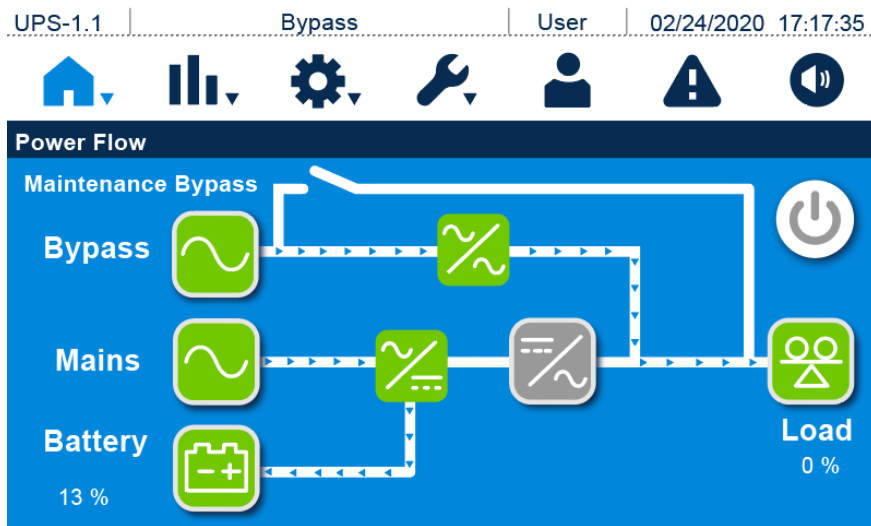 UPS-1.1 Bypass User 02/24/2020 17:17:35
Power Flow
Maintenance Bypass
Bypass
Mains
Battery
13 %
Load
0 %